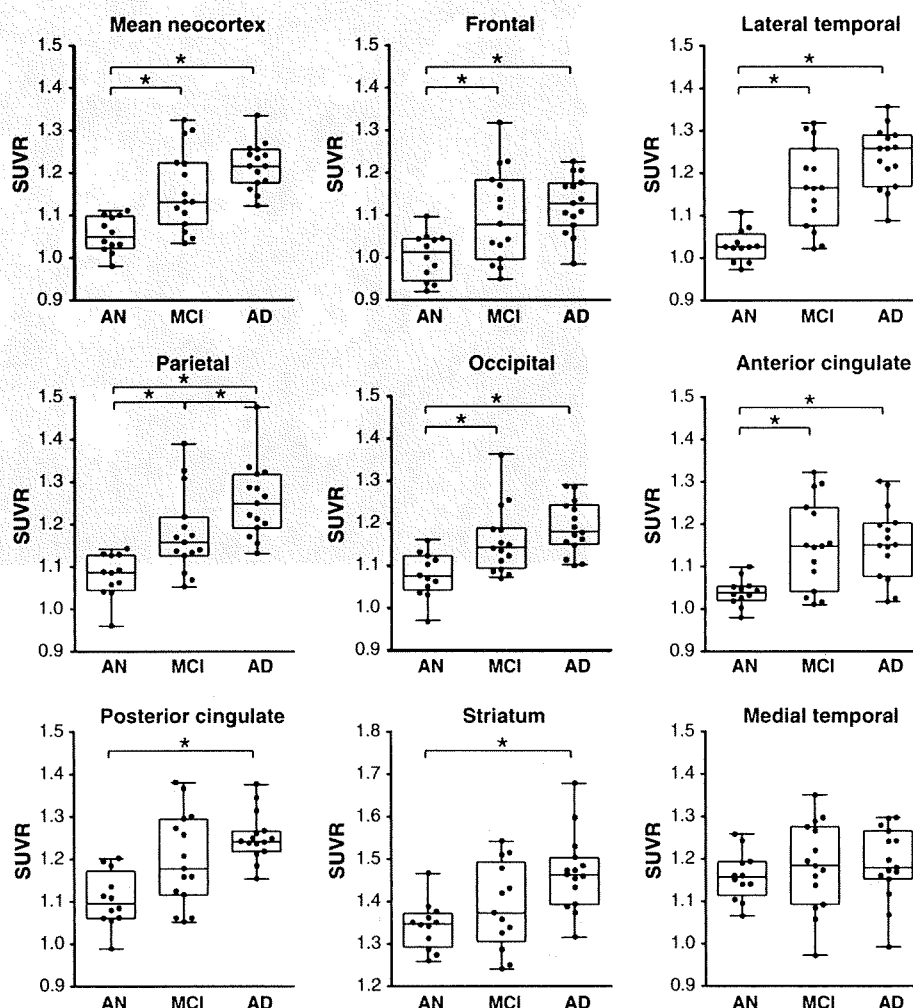 Mean neocortex
SUVR
1.5
1.4
1.3
1.2
1.1
1.0
0.9
* *
AN MCI AD
Frontal
SUVR
1.5
1.4
1.3
1.2
1.1
1.0
0.9
* *
AN MCI AD
Lateral temporal
SUVR
1.5
1.4
1.3
1.2
1.1
1.0
0.9
* *
AN MCI AD
Parietal
SUVR
1.5
1.4
1.3
1.2
1.1
1.0
0.9
*
* *
AN MCI AD
Occipital
SUVR
1.5
1.4
1.3
1.2
1.1
1.0
0.9
* *
AN MCI AD
Anterior cingulate
SUVR
1.5
1.4
1.3
1.2
1.1
1.0
0.9
* *
AN MCI AD
Posterior cingulate
SUVR
1.5
1.4
1.3
1.2
1.1
1.0
0.9
*
AN MCI AD
Striatum
SUVR
1.8
1.7
1.6
1.5
1.4
1.3
1.2
*
AN MCI AD
Medial temporal
SUVR
1.5
1.4
1.3
1.2
1.1
1.0
0.9
AN MCI AD